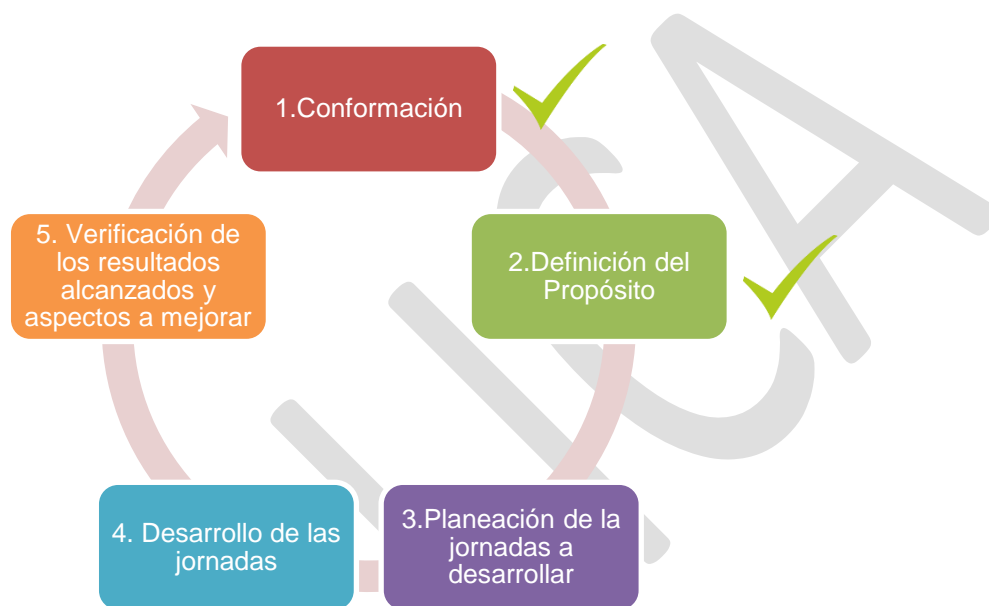 1.Conformación
2.Definición del
Propósito
3.Planeación de la
jornadas a
desarrollar
4. Desarrollo de las
jornadas
5. Verificación de
los resultados
alcanzados y
aspectos a mejorar